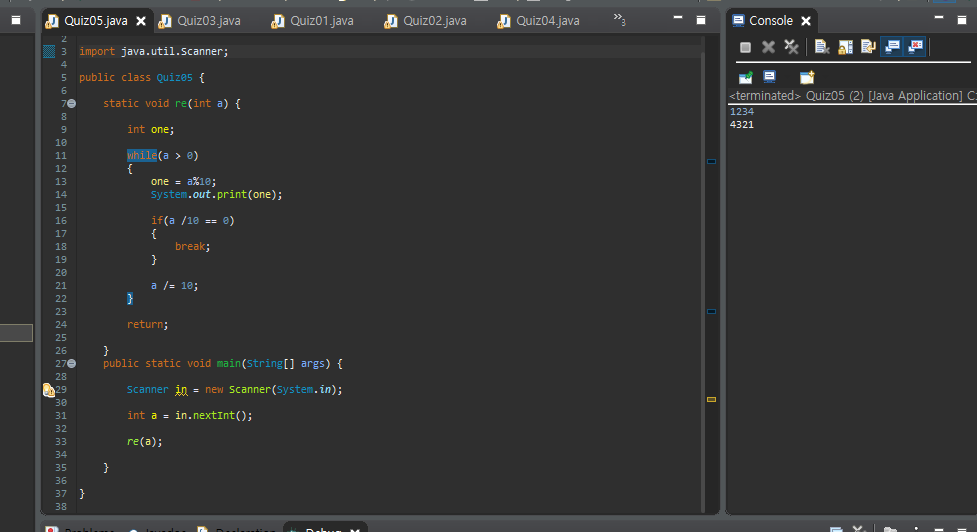 Quiz05.java Quiz03.java Quiz01.java Quiz02.java Quiz04.java »3
2
3 import java.util.Scanner;
4
5 public class Quiz05 {
6
7 static void re(int a) {
8
9 int one;
10
11 while(a > 0)
12 {
13 one = a%10;
14 System.out.print(one);
15
16 if(a /10 == 0)
17 {
18 break;
19 }
20
21 a /= 10;
22 }
23
24 return;
25
26 }
27 public static void main(String[] args) {
28
29 Scanner in = new Scanner(System.in);
30
31 int a = in.nextInt();
32
33 re(a);
34
35 }
36
37 }
38
Console
<terminated> Quiz05 (2) [Java Application] C:
1234
4321
Problems Javadoc Declaration Debug